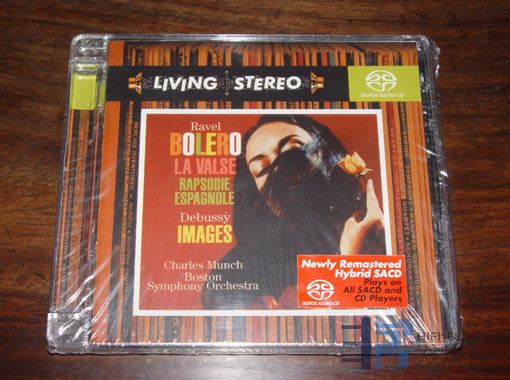 LIVING STEREO
SUPER AUDIO CD
Ravel
BOLERO
LA VALSE
RAPSODIE
ESPAGNOLE
Debussy
IMAGES
Charles Munch
Boston
Symphony Orchestra
Newly Remastered
Hybrid SACD
Plays on
All SACD and
CD Players
SUPER AUDIO CD